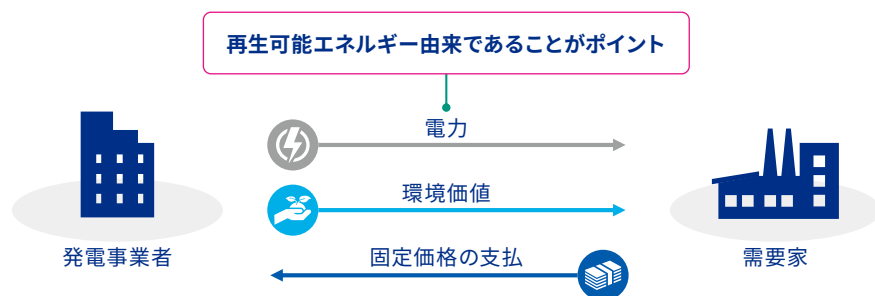 再生可能エネルギー由来であることがポイント
電力
環境価値
発電事業者
固定価格の支払
需要家